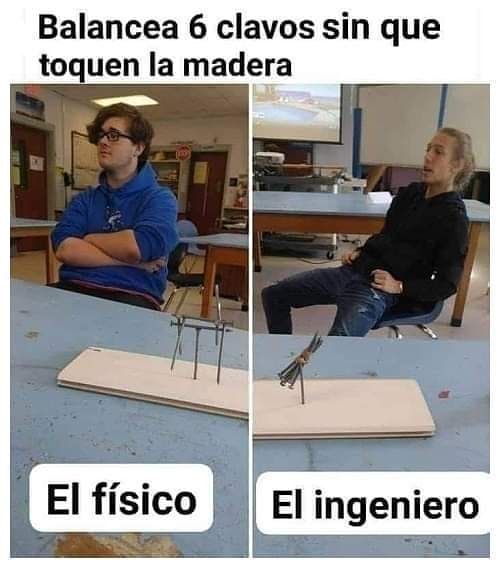 Balancea 6 clavos sin que
toquen la madera
El físico
El ingeniero